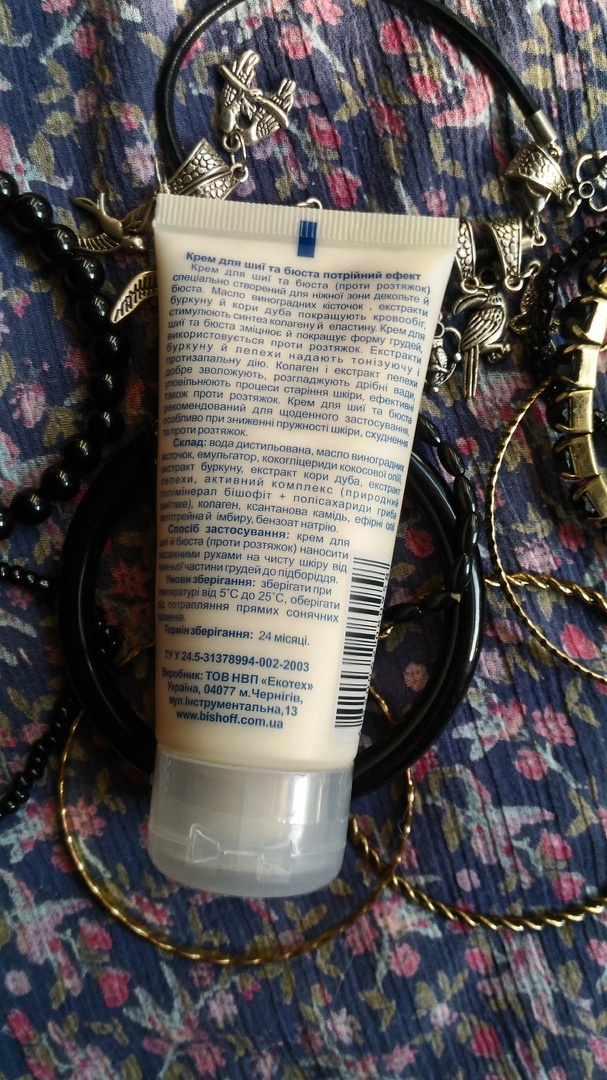 Крем для шиї та бюста потрійний ефект
Крем для шиї та бюста (проти розтяжок)
спеціально створений для ніжної зони декольте й
бюста. Масло виноградних кісточок , екстракти
буркуну й кори дуба покращують кровообіг,
стимулюють синтез колагену й еластину. Крем для
шиї та бюста зміцнює й покращує форму грудей,
використовується проти розтяжок. Екстракти
буркуну й лепехи надають тонізуючу і
протизапальну дію. Колаген і екстракт лепехи
добре зволожують, розгладжують дрібні вади,
уповільнюють процеси старіння шкіри, ефективні
також проти розтяжок. Крем для шиї та бюста
рекомендований для щоденного застосування,
особливо при зниженні пружності шкіри, схудненні
та проти розтяжок.
Склад: вода дистильована, масло виноградних
кісточок, емульгатор, кокогліцериди кокосової олії,
екстракт буркуну, екстракт кори дуба, екстракт
лепехи, активний комплекс (природний
полімінерал бішофіт + полісахариди гриба
шиїтаке), колаген, ксантанова камідь, ефірні олії
петітгрейна й імбиру, бензоат натрію.
Спосіб застосування: крем для
шиї й бюста (проти розтяжок) наносити
масажними рухами на чисту шкіру від
нижньої частини грудей до підборіддя.
Умови зберігання: зберігати при
температурі від 5°С до 25°С, оберігати
від потрапляння прямих сонячних
променів.
Термін зберігання: 24 місяці.
ТУ У 24.5-31378994-002-2003
Виробник: ТОВ НВП «Екотех»
Україна, 04077 м.Чернігів,
вул.Інструментальна,13
www.bishoff.com.ua